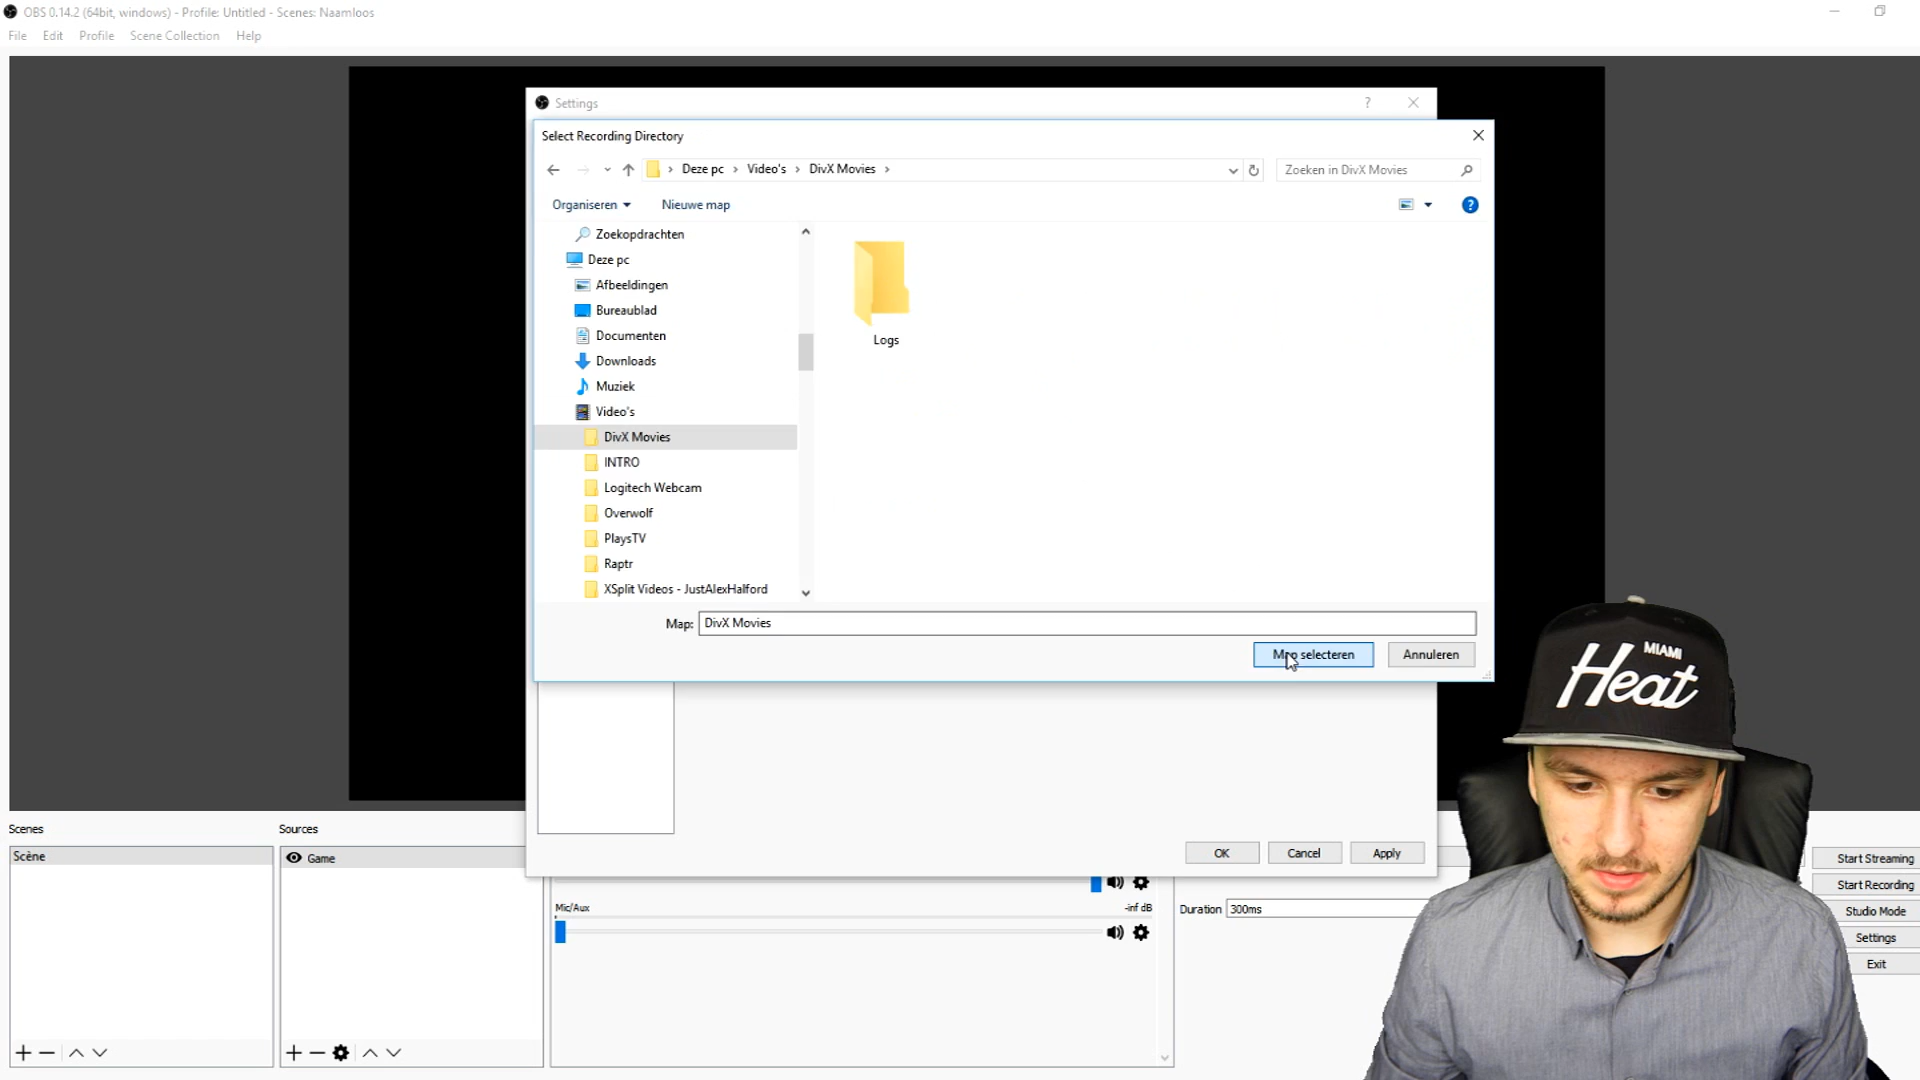 OBS 0.14.2 (64bit, windows) - Profile: Untitled - Scenes: Naamloos
File Edit Profile Scene Collection Help
Settings
?
Select Recording Directory
Deze pc Video's DivX Movies
Zoeken in DivX Movies
Organiseren Nieuwe map
?
Zoekopdrachten
Deze pc
Afbeeldingen
Bureaublad
Documenten
Downloads
Muziek
Video's
DivX Movies
INTRO
Logitech Webcam
Overwolf
PlaysTV
Raptr
XSplit Videos - JustAlexHalford
Logs
Map: DivX Movies
Map selecteren Annuleren
OK Cancel Apply
Scenes
Scène
Sources
Game
Mic/Aux -inf dB
Duration 300ms
Start Streaming
Start Recording
Studio Mode
Settings
Exit
MIAMI
Heat